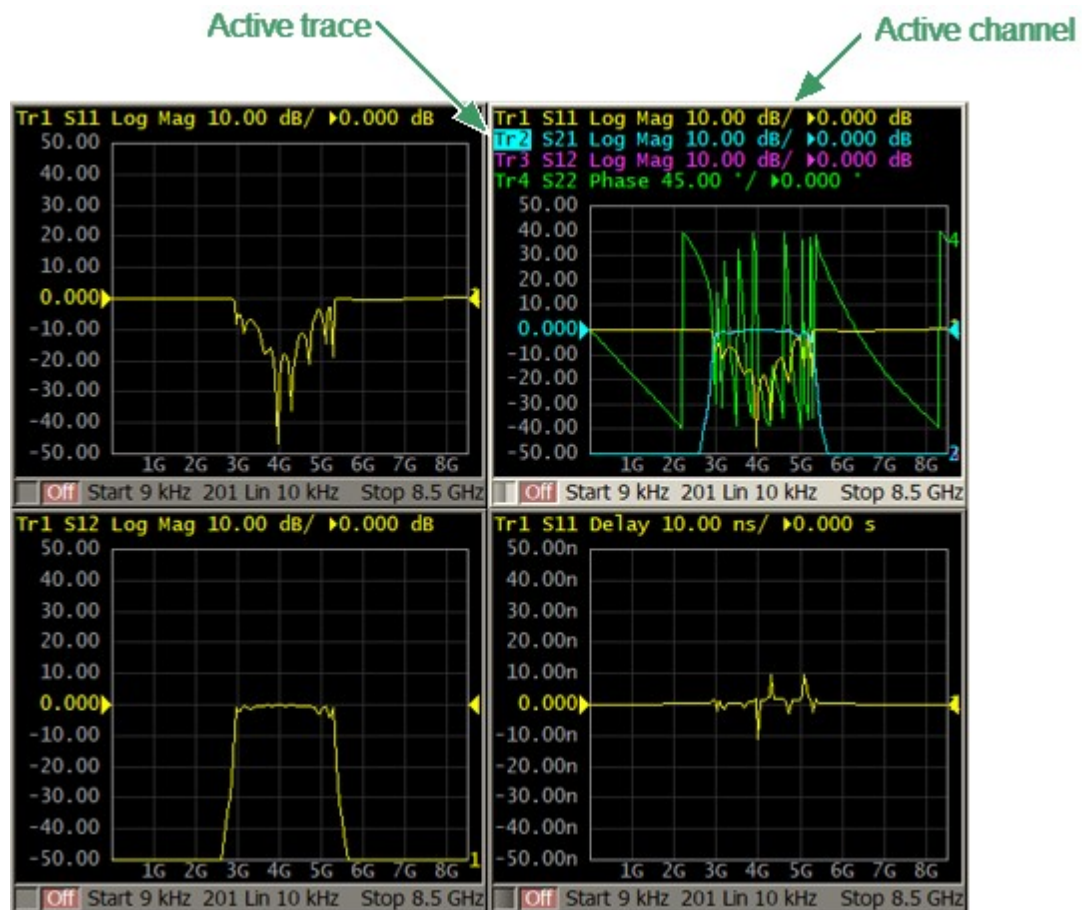 Active trace
Active channel
Tr1 S11 Log Mag 10.00 dB/ ▶0.000 dB
50.00
40.00
30.00
20.00
10.00
0.000
-10.00
-20.00
-30.00
-40.00
-50.00
1G 2G 3G 4G 5G 6G 7G 8G
Off Start 9 kHz 201 Lin 10 kHz Stop 8.5 GHz
Tr1 S11 Log Mag 10.00 dB/ ▶0.000 dB
Tr2 S21 Log Mag 10.00 dB/ ▶0.000 dB
Tr3 S12 Log Mag 10.00 dB/ ▶0.000 dB
Tr4 S22 Phase 45.00 °/ ▶0.000 °
50.00
40.00
30.00
20.00
10.00
0.000
-10.00
-20.00
-30.00
-40.00
-50.00
4
2
1G 2G 3G 4G 5G 6G 7G 8G
Off Start 9 kHz 201 Lin 10 kHz Stop 8.5 GHz
Tr1 S12 Log Mag 10.00 dB/ ▶0.000 dB
50.00
40.00
30.00
20.00
10.00
0.000
-10.00
-20.00
-30.00
-40.00
-50.00
1
1G 2G 3G 4G 5G 6G 7G 8G
Off Start 9 kHz 201 Lin 10 kHz Stop 8.5 GHz
Tr1 S11 Delay 10.00 ns/ ▶0.000 s
50.00n
40.00n
30.00n
20.00n
10.00n
0.000
-10.00n
-20.00n
-30.00n
-40.00n
-50.00n
1G 2G 3G 4G 5G 6G 7G 8G
Off Start 9 kHz 201 Lin 10 kHz Stop 8.5 GHz